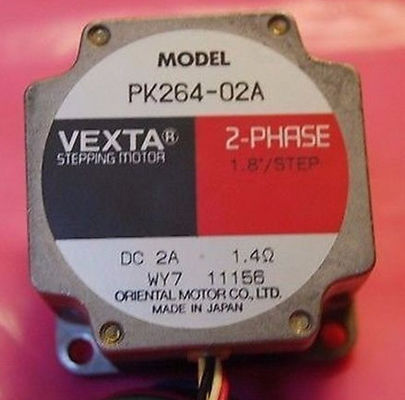 MODEL
PK264-02A
VEXTA® 2-PHASE
STEPPING MOTOR 1.8°/STEP
DC 2A 1.4Ω
WY7 11156
ORIENTAL MOTOR CO., LTD.
MADE IN JAPAN